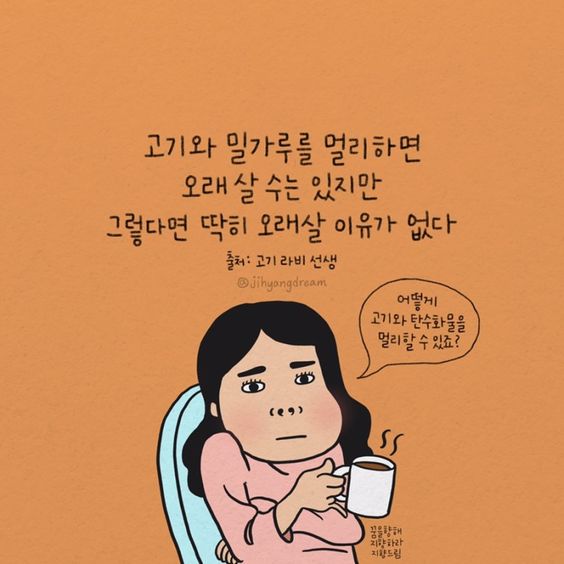 고기와 밀가루를 멀리하면
오래 살 수는 있지만
그렇다면 딱히 오래살 이유가 없다
출처: 고기 라비 선생
@jihyangdream
어떻게
고기와 탄수화물을
멀리할 수 있죠?
꿈을향해
지향하라
지향드림